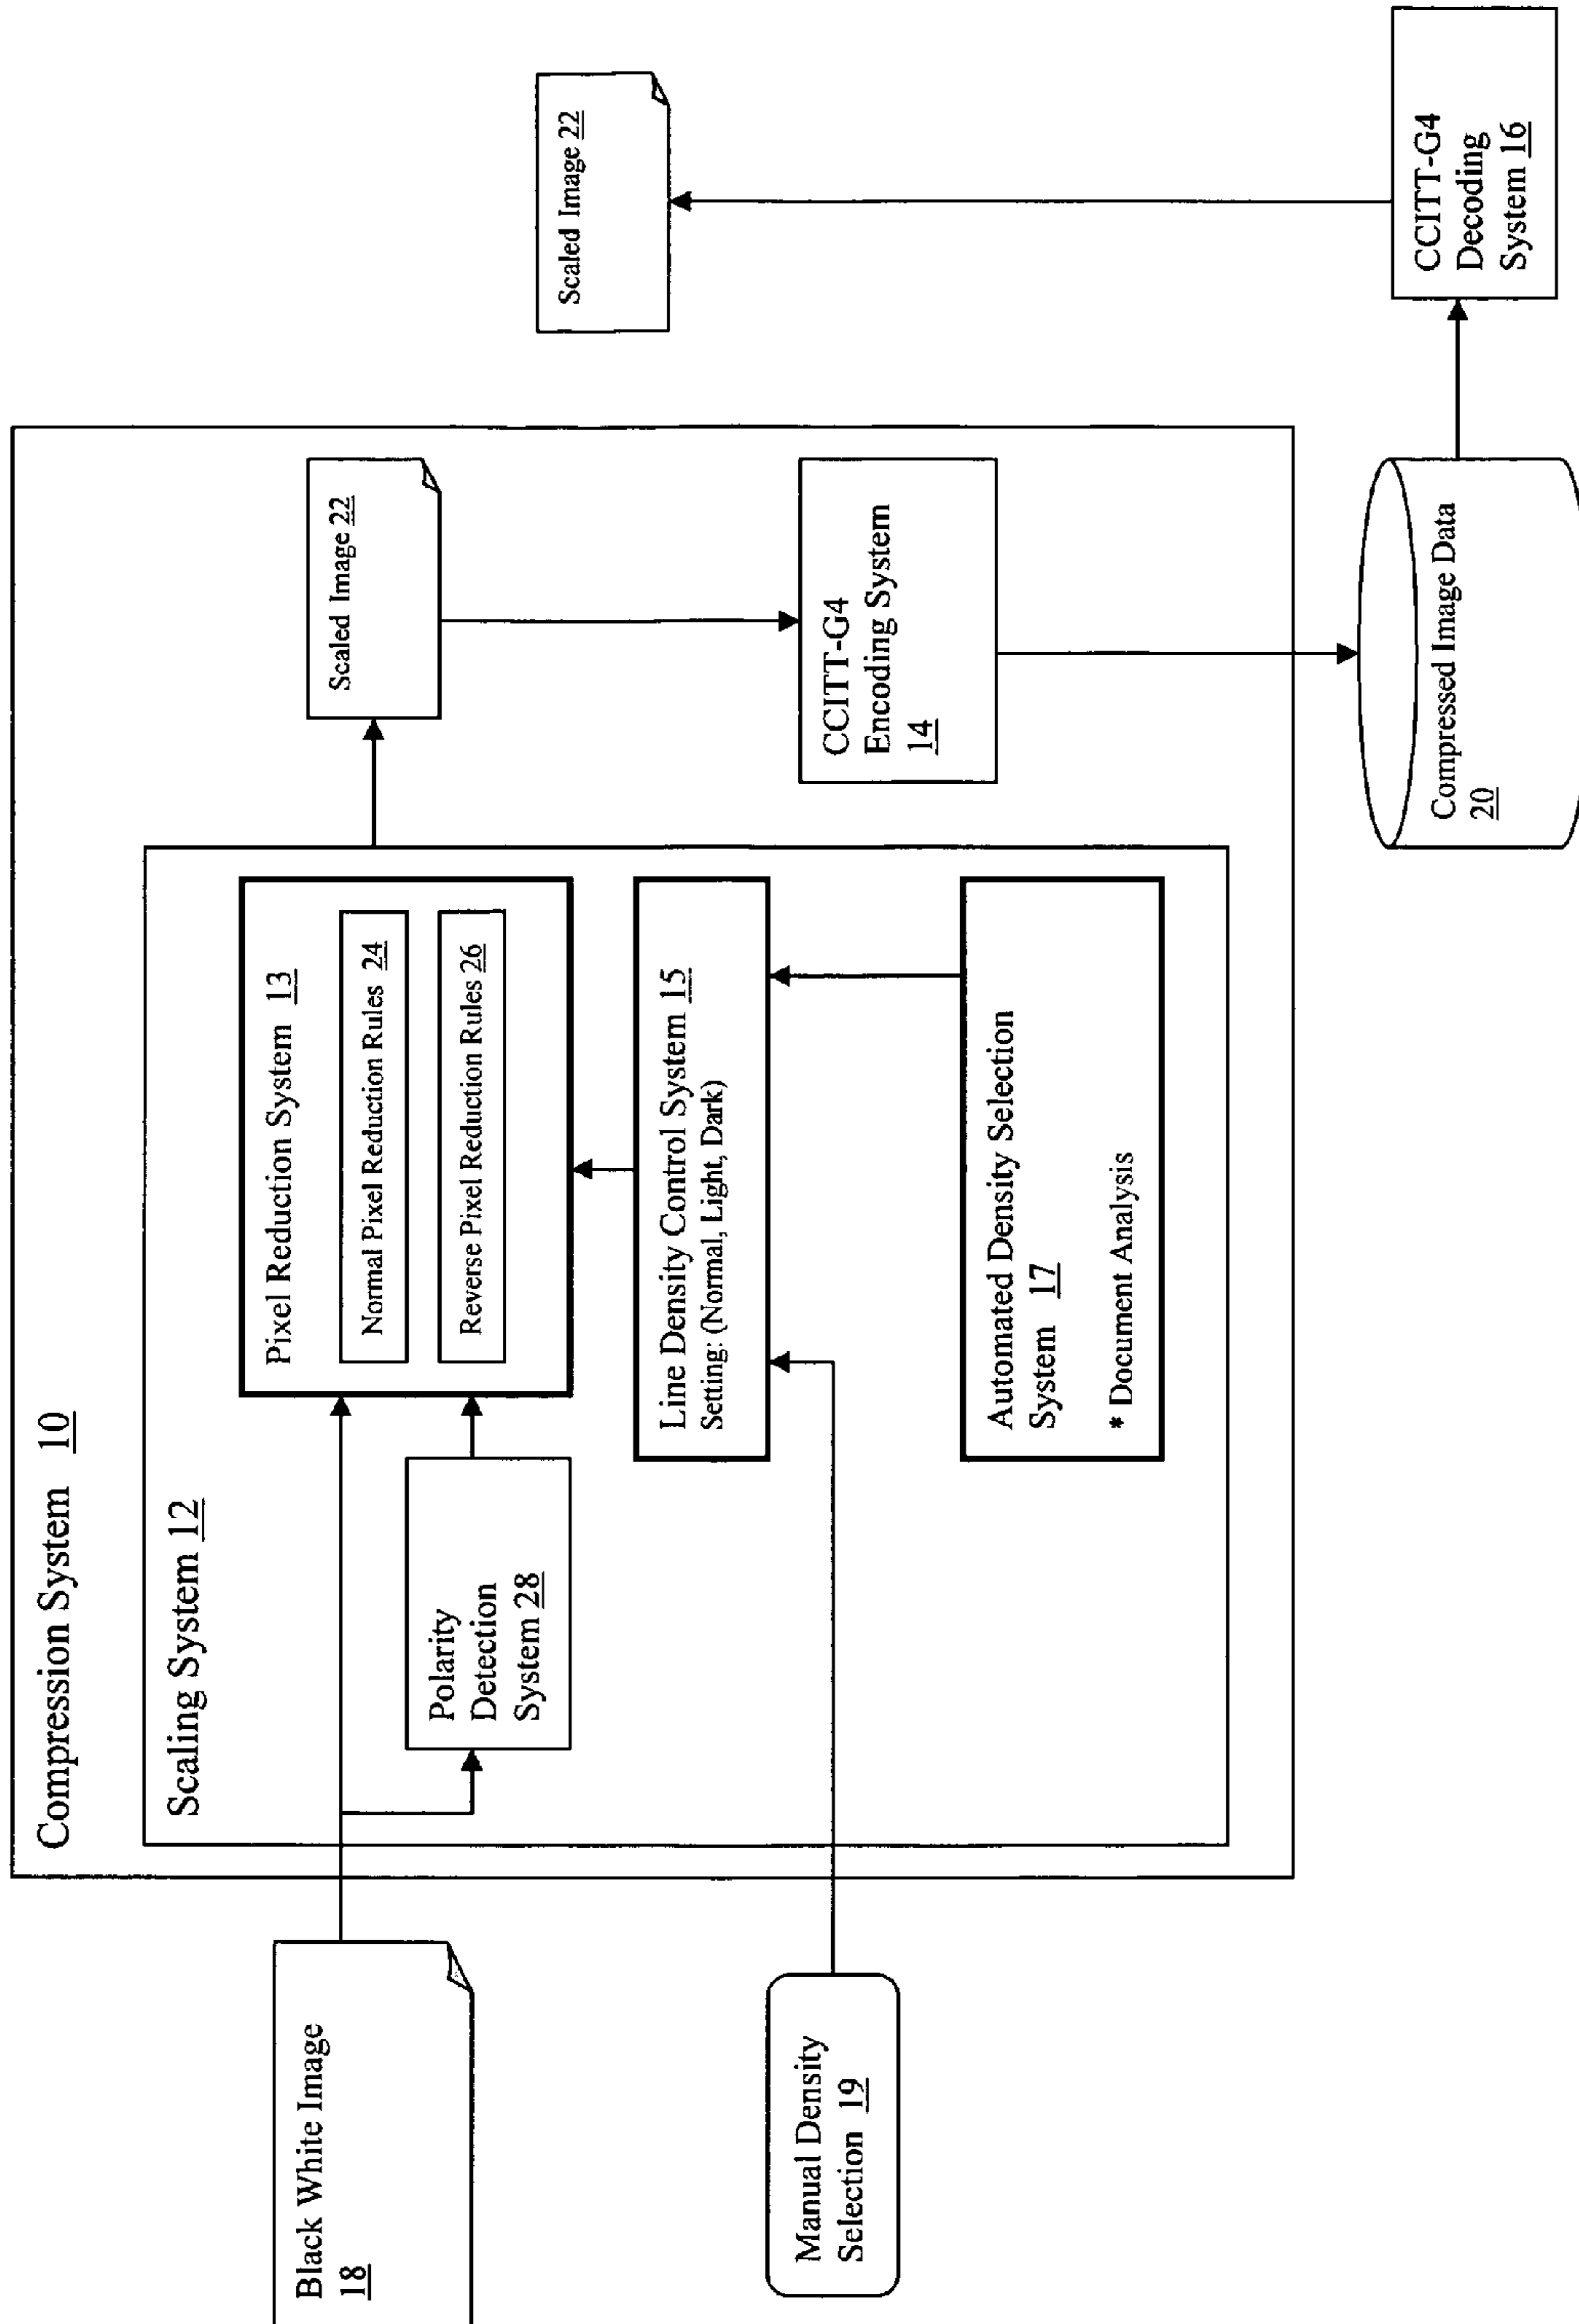 Compression System 10
Scaling System 12
Black White Image
18
Polarity
Detection
System 28
Pixel Reduction System 13
Normal Pixel Reduction Rules 24
Reverse Pixel Reduction Rules 26
Scaled Image 22
Scaled Image 22
Manual Density
Selection 19
Line Density Control System 15
Setting: (Normal, Light, Dark)
CCITT-G4
Encoding System
14
Automated Density Selection
System 17
* Document Analysis
Compressed Image Data
20
CCITT-G4
Decoding
System 16